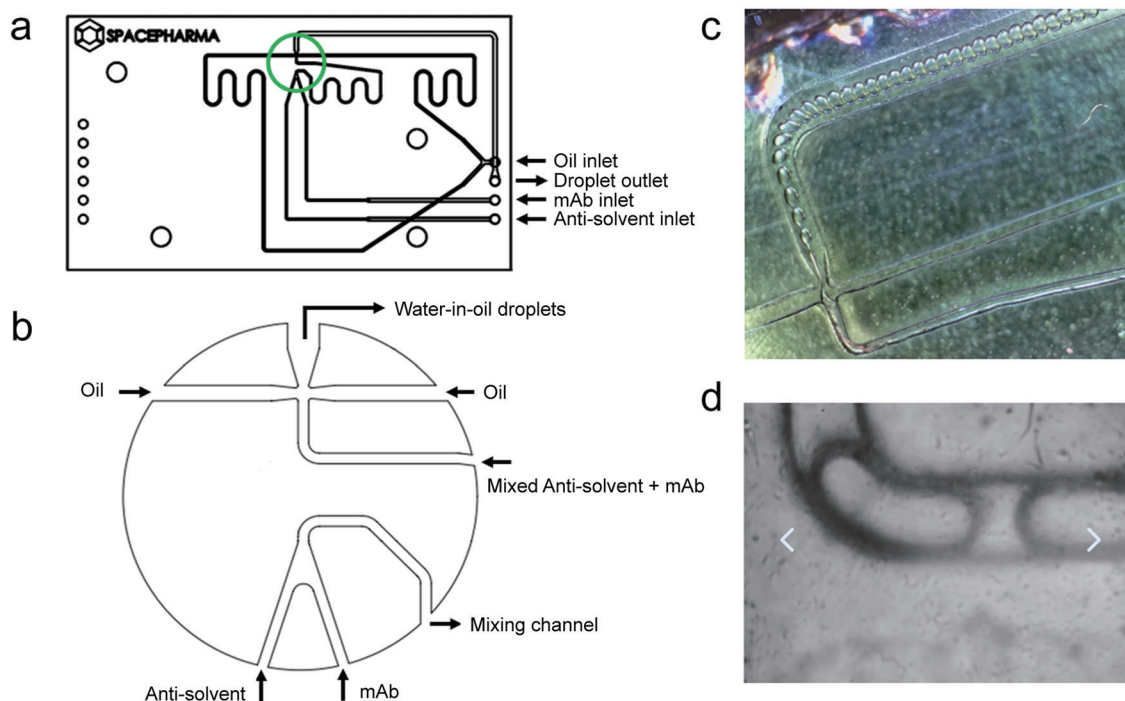 a
SPACEPHARMA
Oil inlet
Droplet outlet
mAb inlet
Anti-solvent inlet
b
Water-in-oil droplets
Oil
Oil
Mixed Anti-solvent + mAb
Mixing channel
Anti-solvent
mAb
c
d